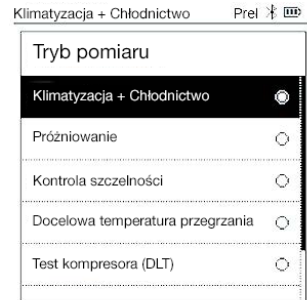 Klimatyzacja + Chłodnictwo Prel
Tryb pomiaru
Klimatyzacja + Chłodnictwo
Próżniowanie
Kontrola szczelności
Docelowa temperatura przegrzania
Test kompresora (DLT)